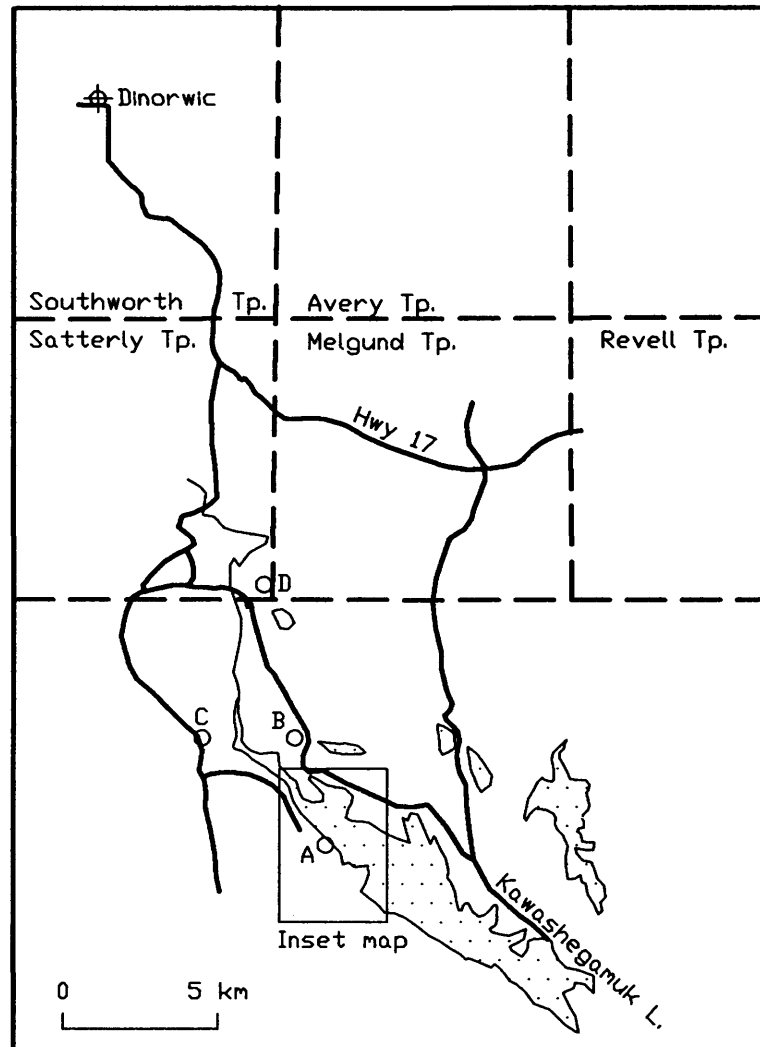 Dinorwic
Southworth Tp. Avery Tp.
Satterly Tp. Melgund Tp. Revell Tp.
Hwy 17
D
C B
A
Kawashegamuk L.
Inset map
0 5 km